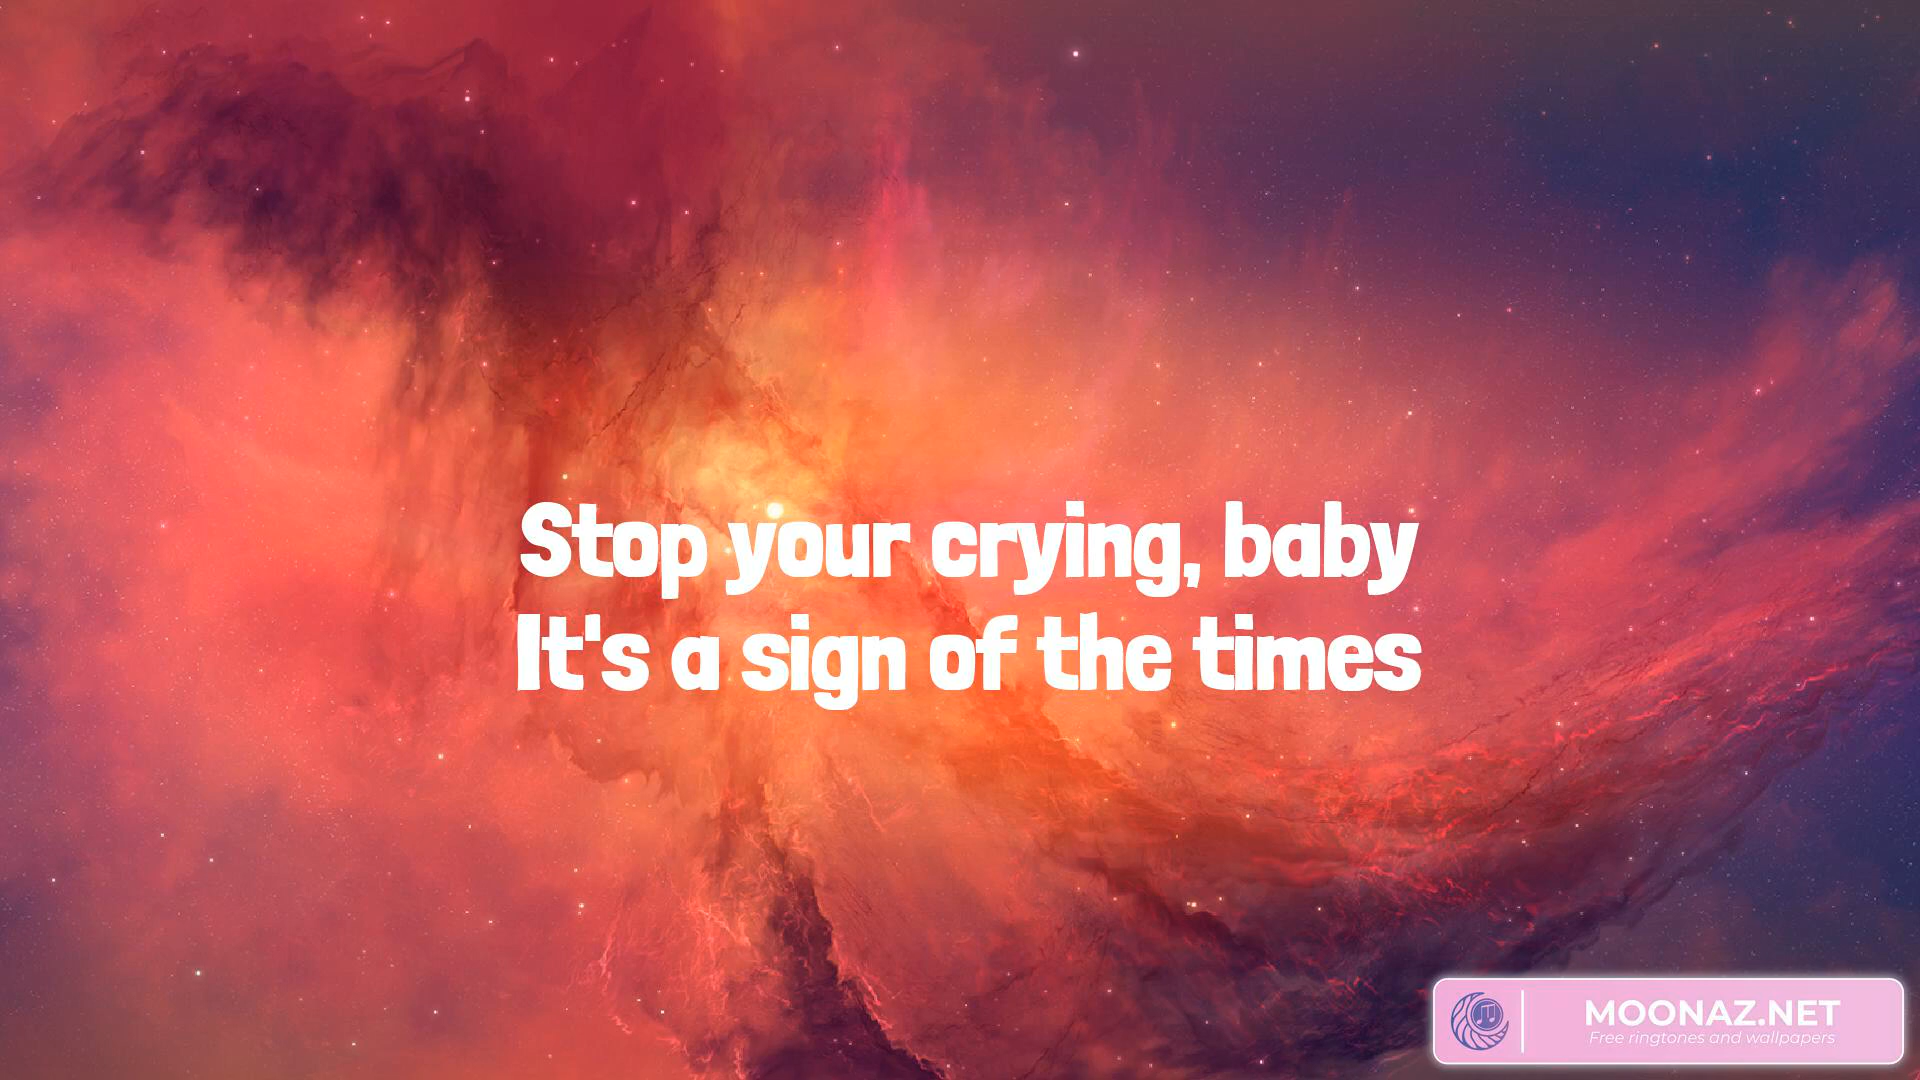 Stop your crying, baby
It's a sign of the times
MOONAZ.NET
Free ringtones and wallpapers